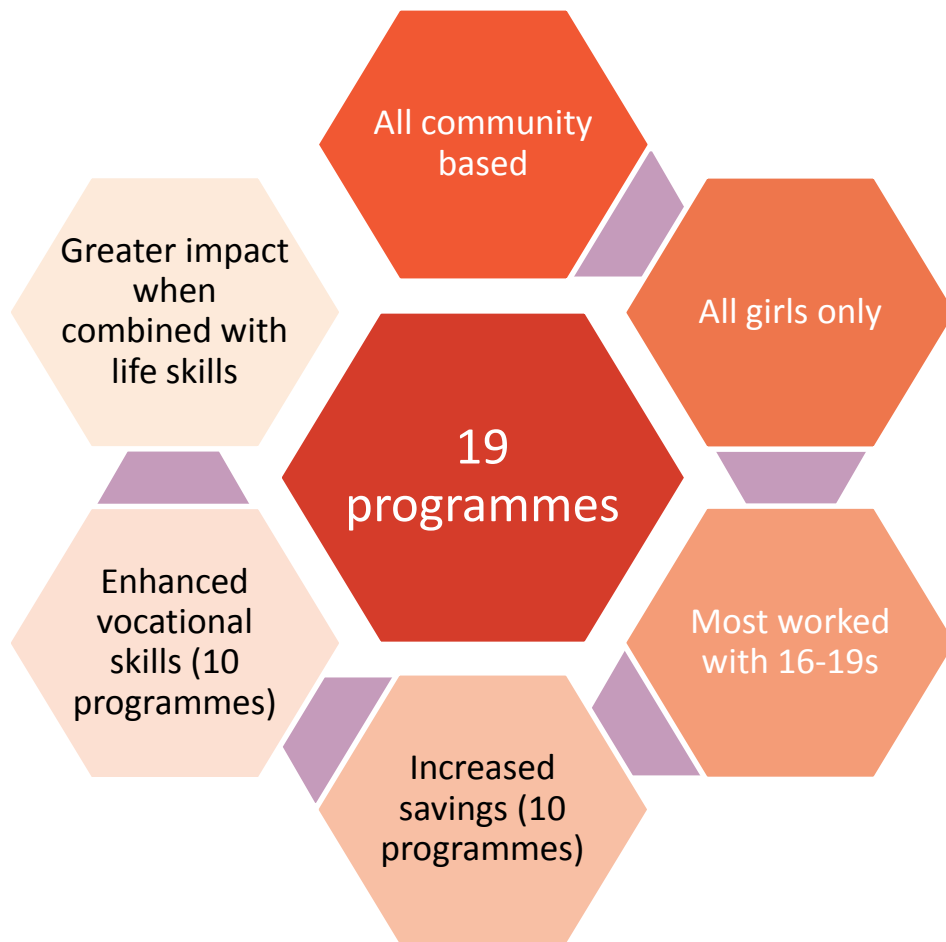 All community
based
All girls only
Most worked
with 16-19s
Increased
savings (10
programmes)
Enhanced
vocational
skills (10
programmes)
Greater impact
when
combined with
life skills
19
programmes